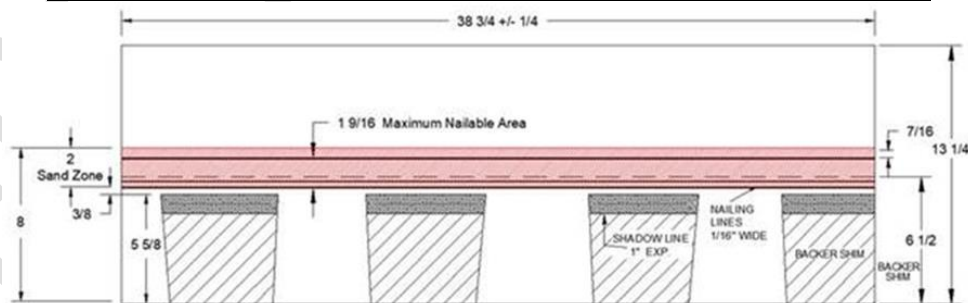 38 3/4 +/- 1/4
1 9/16 Maximum Nailable Area
7/16
13 1/4
2
Sand Zone
3/8
8
5 5/8
SHADOW LINE
1" EXP.
NAILING
LINES
1/16" WIDE
BACKER SHIM
BACKER
SHIM
6 1/2